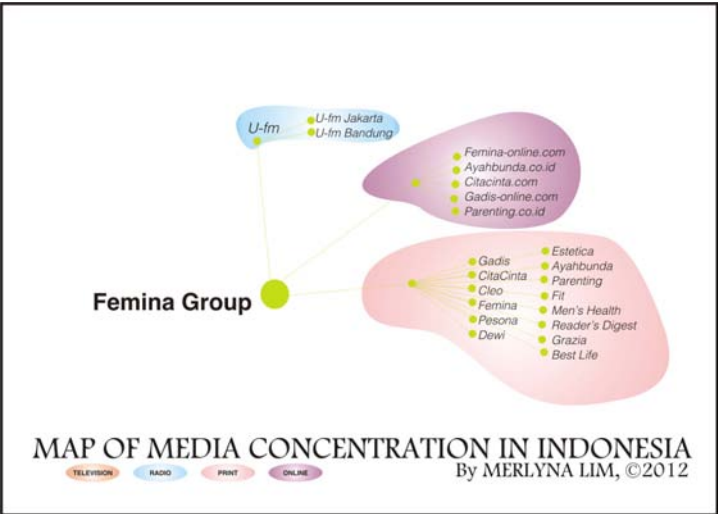 U-fm
U-fm Jakarta
U-fm Bandung
Femina-online.com
Ayahbunda.co.id
Citacinta.com
Gadis-online.com
Parenting.co.id
Femina Group
Gadis
CitaCinta
Cleo
Femina
Pesona
Dewi
Estetica
Ayahbunda
Parenting
Fit
Men's Health
Reader's Digest
Grazia
Best Life
MAP OF MEDIA CONCENTRATION IN INDONESIA
TELEVISION RADIO PRINT ONLINE
By MERLYNA LIM, ©2012